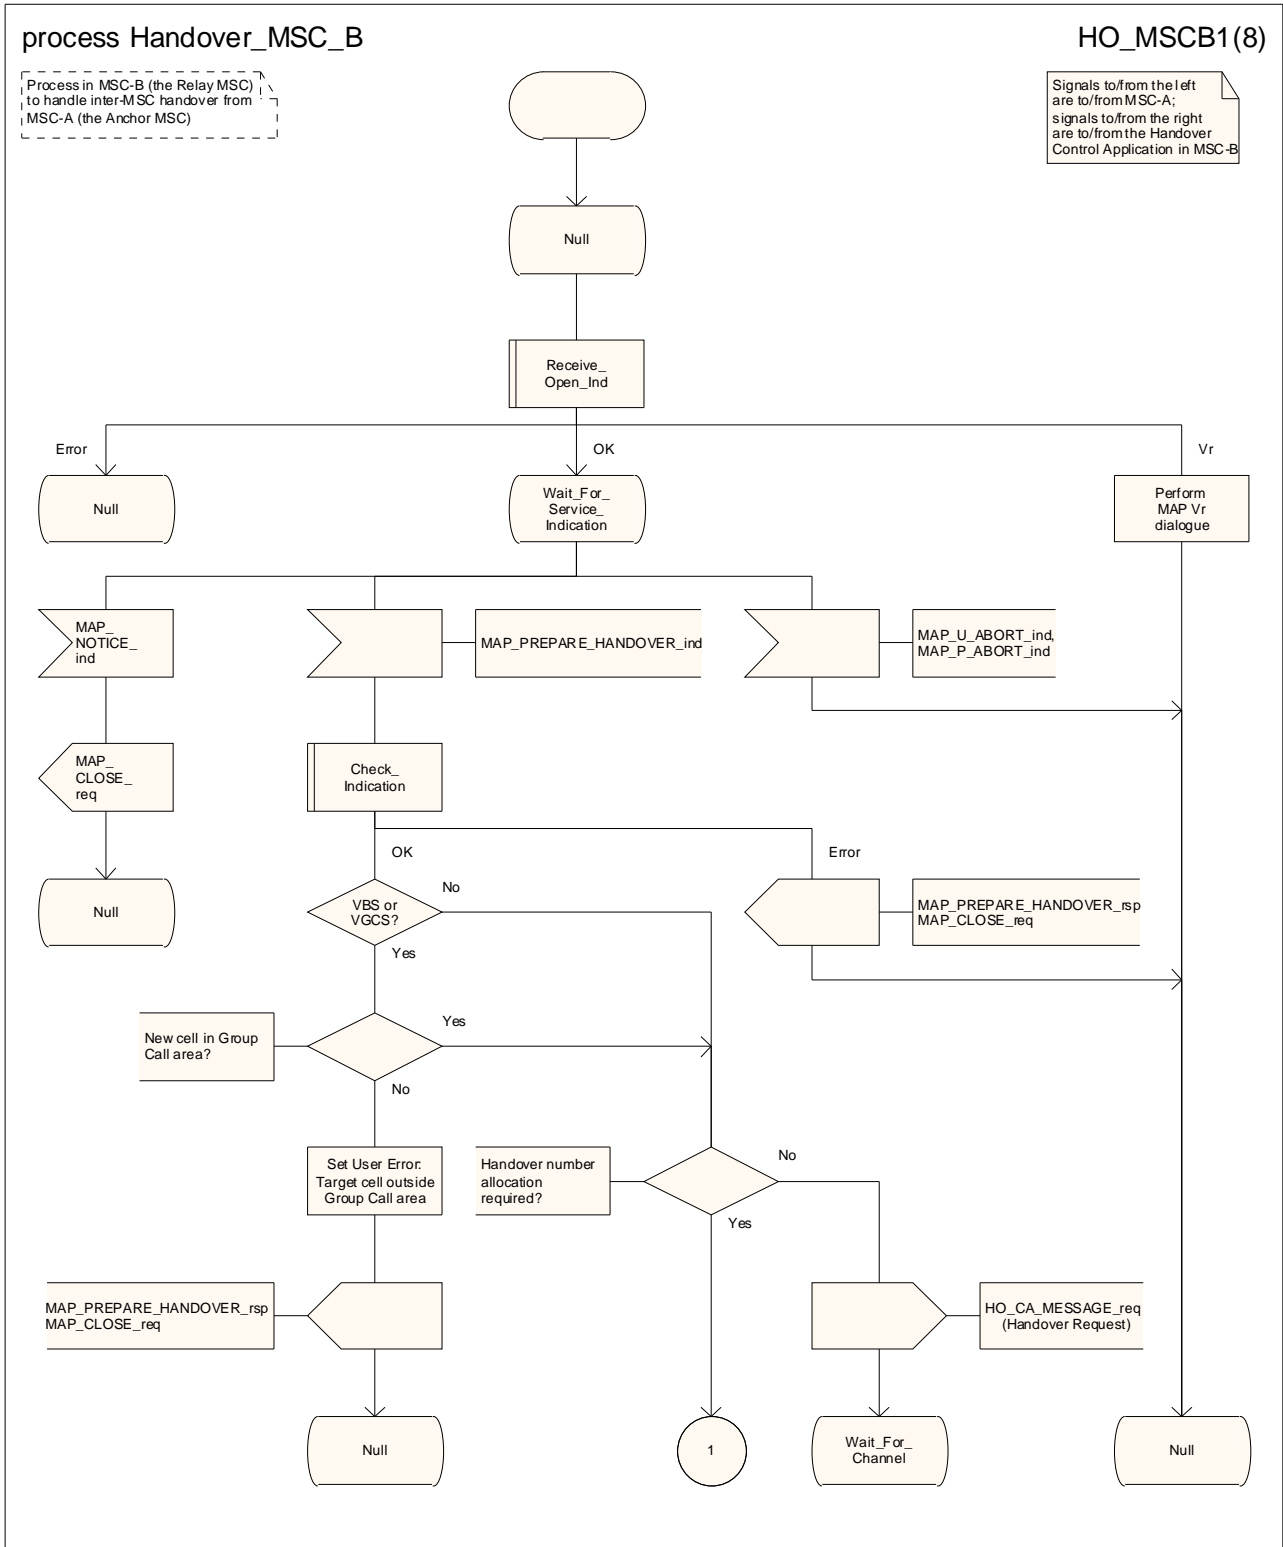 process Handover_MSC_B
HO_MSCB1(8)
Process in MSC-B (the Relay MSC)
to handle inter-MSC handover from
MSC-A (the Anchor MSC)
Signals to/from the left
are to/from MSC-A;
signals to/from the right
are to/from the Handover
Control Application in MSC-B
Null
Receive_
Open_Ind
Error
OK
Vr
Null
Wait_For_
Service_
Indication
Perform
MAP Vr
dialogue
MAP_
NOTICE_
ind
MAP_PREPARE_HANDOVER_ind
MAP_U_ABORT_ind,
MAP_P_ABORT_ind
MAP_
CLOSE_
req
Check_
Indication
OK
Error
Null
VBS or
VGCS?
No
Yes
MAP_PREPARE_HANDOVER_rsp
MAP_CLOSE_req
New cell in Group
Call area?
Yes
No
Set User Error:
Target cell outside
Group Call area
Handover number
allocation
required?
No
Yes
MAP_PREPARE_HANDOVER_rsp
MAP_CLOSE_req
HO_CA_MESSAGE_req
(Handover Request)
Null
1
Wait_For_
Channel
Null